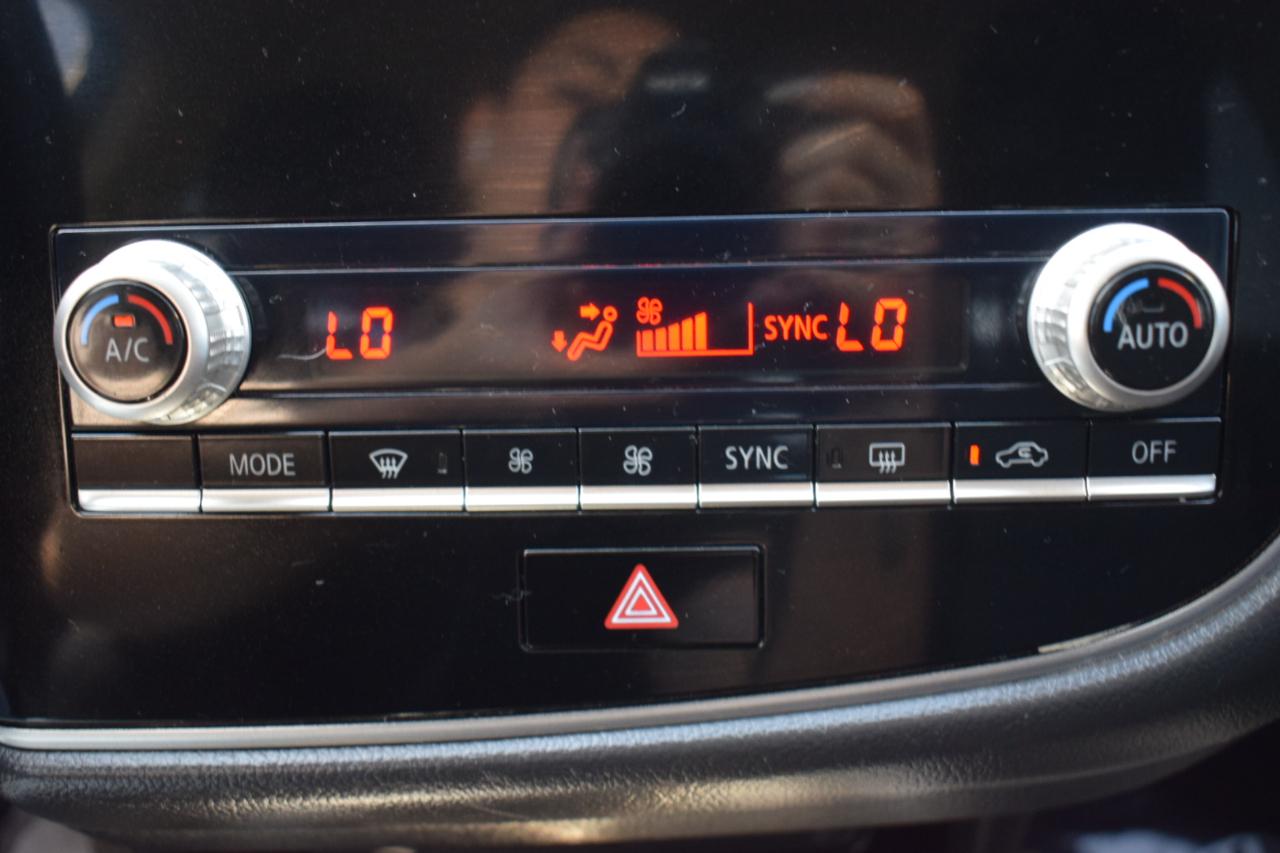 LO SYNC LO
A/C
AUTO
MODE SYNC OFF